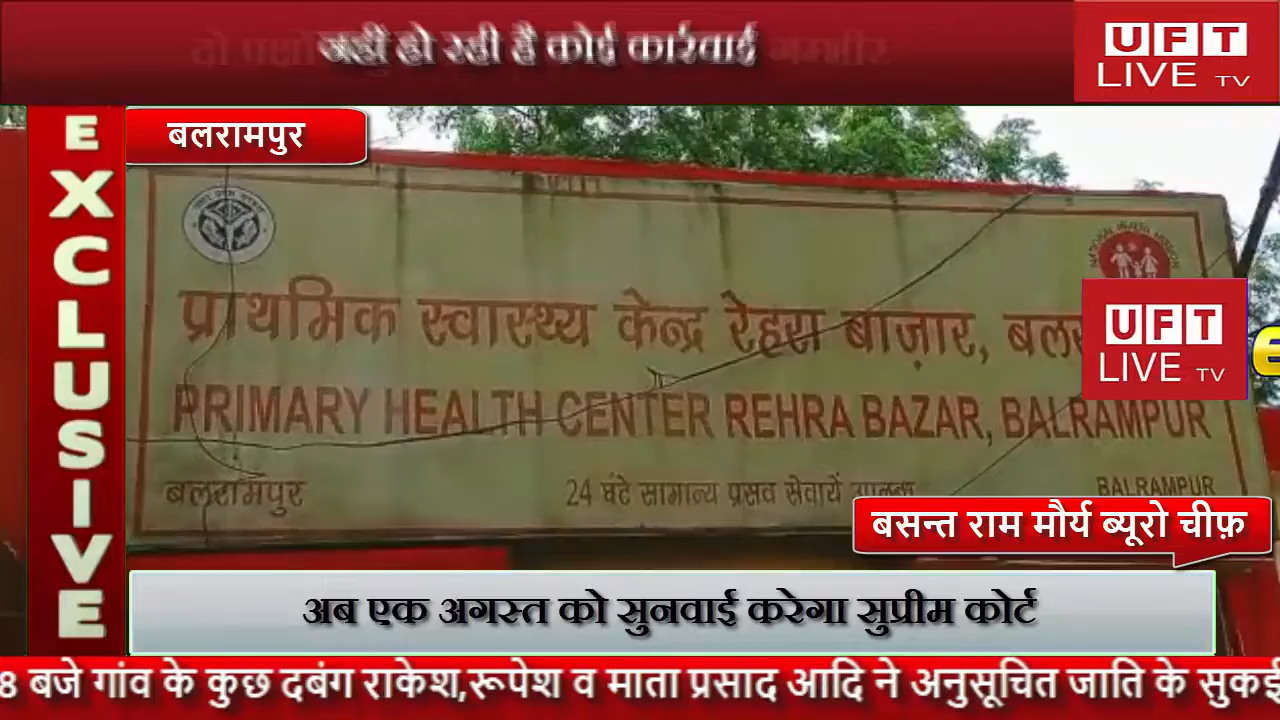 नहीं हो रही है कोई कार्रवाई
UFT
LIVE TV
EXCLUSIVE
बलरामपुर
प्राथमिक स्वास्थ्य केन्द्र रेहरा बाज़ार,
UFT
LIVE TV
PRIMARY HEALTH CENTER REHRA BAZAR, BALRAMPUR
बलरामपुर 24 घंटे सामान्य प्रसव सेवायें BALRAMPUR
बसन्त राम मौर्य ब्यूरो चीफ़
अब एक अगस्त को सुनवाई करेगा सुप्रीम कोर्ट
8 बजे गांव के कुछ दबंग राकेश,रूपेश व माता प्रसाद आदि ने अनुसूचित जाति के सुकई